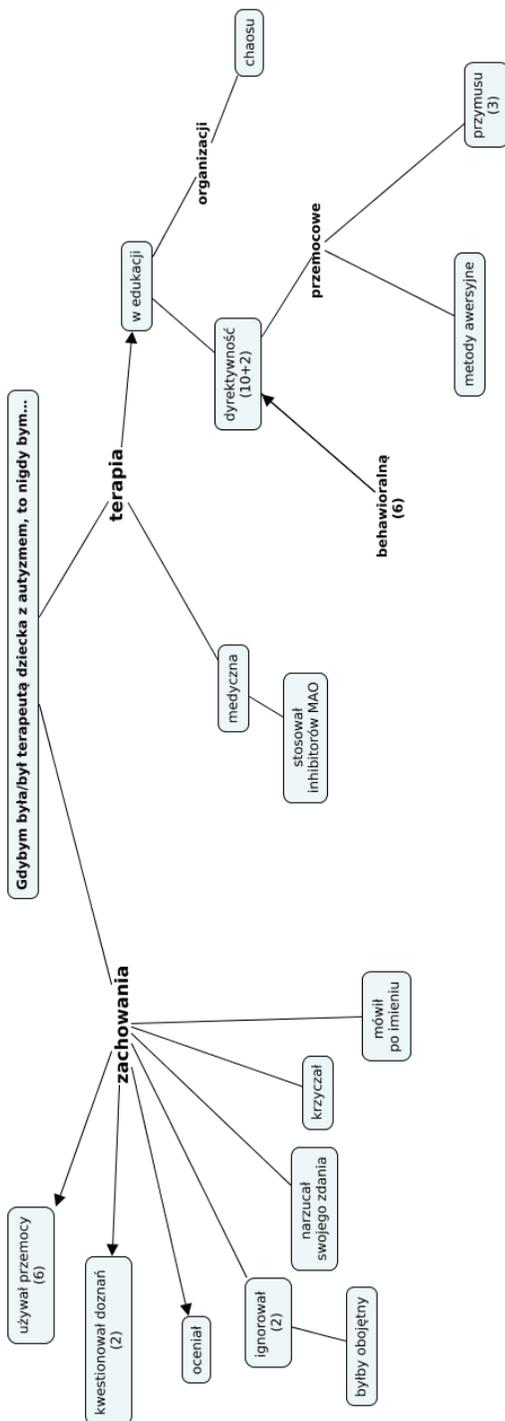 Gdybym była/był terapeutą dziecka z autyzmem, to nigdy bym...
zachowania
używał przemocy
(6)
kwestionował doznań
(2)
oceniał
ignorował
(2)
byłby obojętny
narzucał
swojego zdania
krzyczał
mówił
po imieniu
terapia
medyczna
stosował
inhibitorów MAO
w edukacji
dyrektywność
(10+2)
behawioralną
(6)
przemocowe
metody awersyjne
przymusu
(3)
organizacji
chaosu